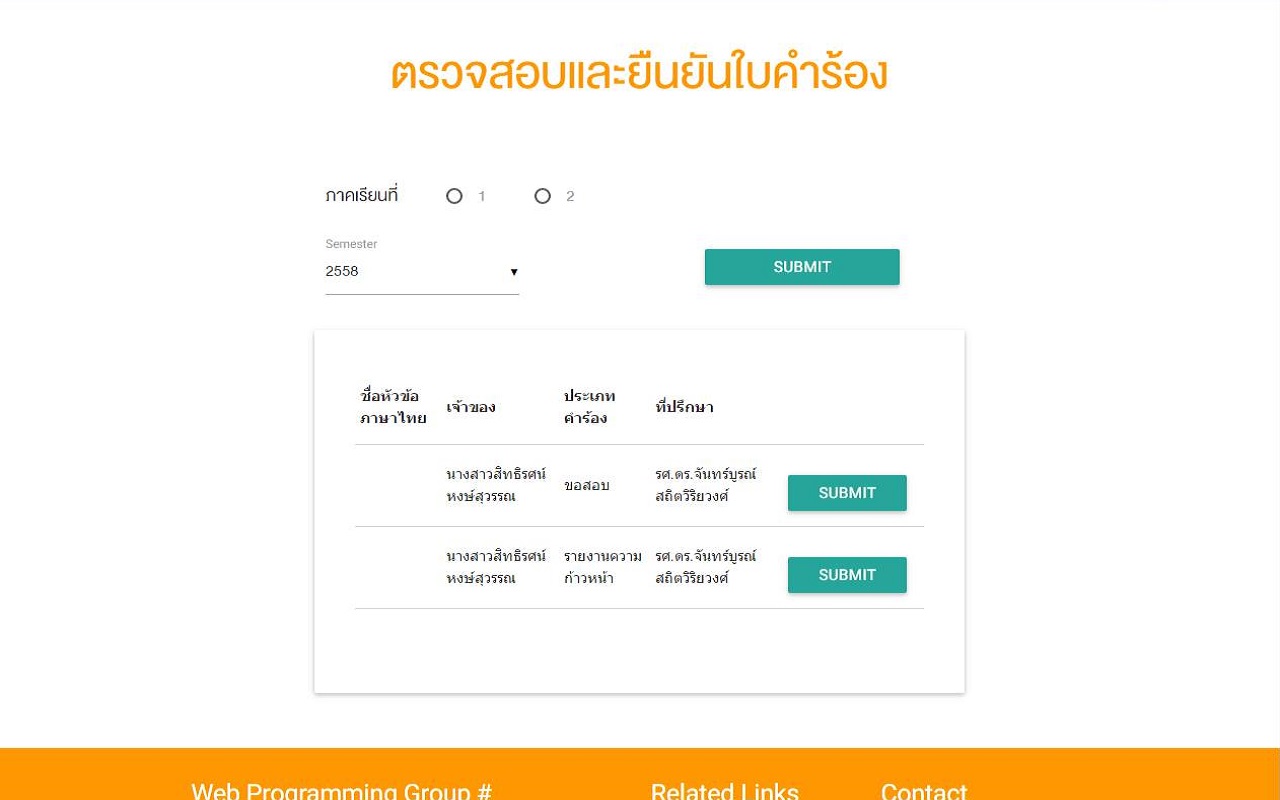 ตรวจสอบและยืนยันใบคำร้อง
ภาคเรียนที่ 1 2
Semester
2558 ▼
SUBMIT
ชื่อหัวข้อ
ภาษาไทย
เจ้าของ
ประเภท
คำร้อง
ที่ปรึกษา
นางสาวสิทธิรศน์
หงษ์สุวรรณ
ขอสอบ
รศ.ดร.จันทร์บูรณ์
สถิตวิริยวงศ์
SUBMIT
นางสาวสิทธิรศน์
หงษ์สุวรรณ
รายงานความ
ก้าวหน้า
รศ.ดร.จันทร์บูรณ์
สถิตวิริยวงศ์
SUBMIT
Web Programming Group #
Related Links
Contact